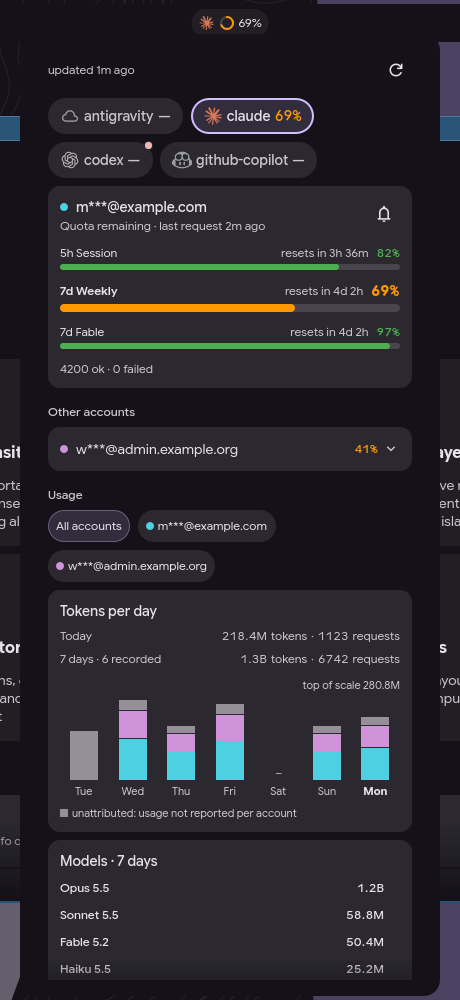 69%
updated 1m ago
antigravity —
claude 69%
codex —
github-copilot —
m***@example.com
Quota remaining · last request 2m ago
5h Session resets in 3h 36m 82%
7d Weekly resets in 4d 2h 69%
7d Fable resets in 4d 2h 97%
4200 ok · 0 failed
Other accounts
w***@admin.example.org 41%
Usage
All accounts
m***@example.com
w***@admin.example.org
Tokens per day
Today 218.4M tokens · 1123 requests
7 days · 6 recorded 1.3B tokens · 6742 requests
top of scale 280.8M
–
Tue Wed Thu Fri Sat Sun Mon
unattributed: usage not reported per account
Models · 7 days
Opus 5.5 1.2B
Sonnet 5.5 58.8M
Fable 5.2 50.4M
Haiku 5.5 25.2M